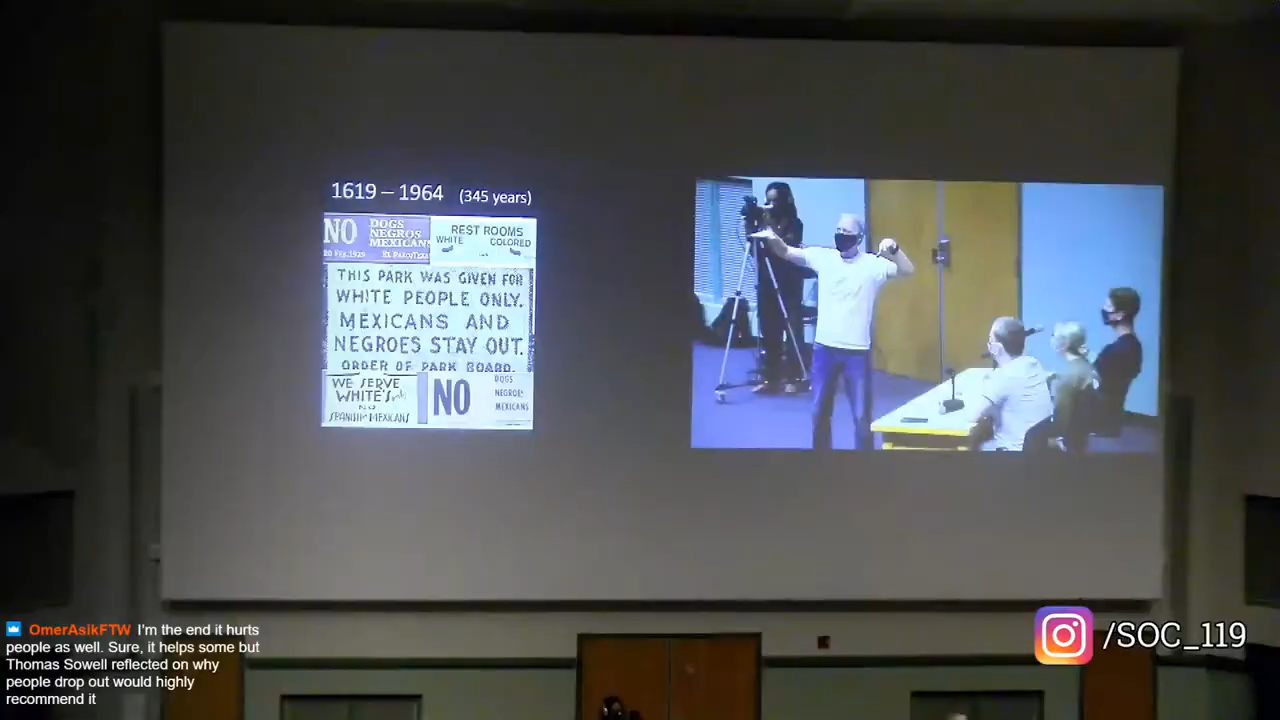 1619 – 1964 (345 years)
NO DOGS
NEGROS
MEXICANS
REST ROOMS
WHITE COLORED
THIS PARK WAS GIVEN FOR
WHITE PEOPLE ONLY.
MEXICANS AND
NEGROES STAY OUT.
ORDER OF PARK BOARD.
WE SERVE
WHITE'S only
NO
SPANISH or MEXICANS
NO
DOGS
NEGROES
MEXICANS
/SOC_119
OmerAsikFTW I'm the end it hurts
people as well. Sure, it helps some but
Thomas Sowell reflected on why
people drop out would highly
recommend it